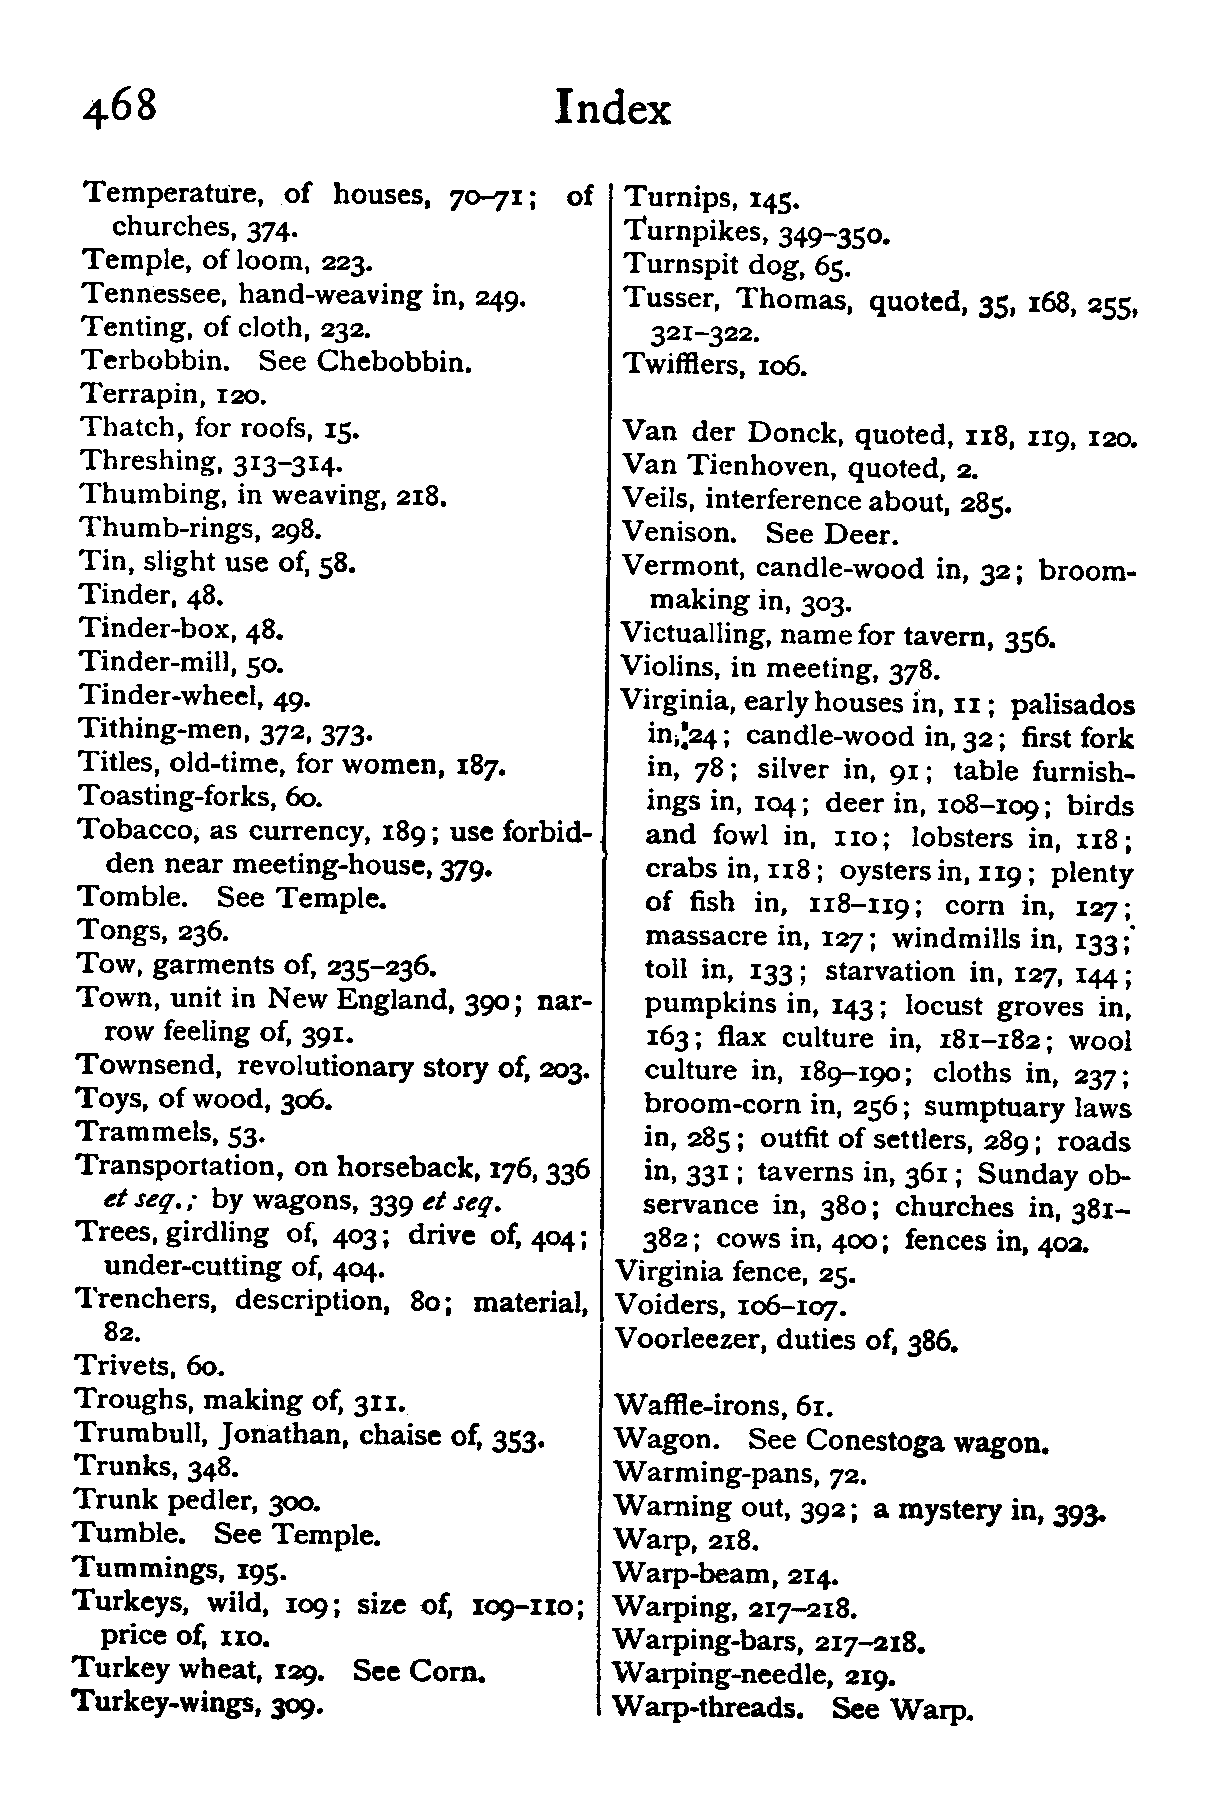 468
Index
Temperature, of houses, 70–71; of
churches, 374.
Temple, of loom, 223.
Tennessee, hand-weaving in, 249.
Tenting, of cloth, 232.
Terbobbin. See Chebobbin.
Terrapin, 120.
Thatch, for roofs, 15.
Threshing, 313–314.
Thumbing, in weaving, 218.
Thumb-rings, 298.
Tin, slight use of, 58.
Tinder, 48.
Tinder-box, 48.
Tinder-mill, 50.
Tinder-wheel, 49.
Tithing-men, 372, 373.
Titles, old-time, for women, 187.
Toasting-forks, 60.
Tobacco, as currency, 189; use forbid-
den near meeting-house, 379.
Tomble. See Temple.
Tongs, 236.
Tow, garments of, 235–236.
Town, unit in New England, 390; nar-
row feeling of, 391.
Townsend, revolutionary story of, 203.
Toys, of wood, 306.
Trammels, 53.
Transportation, on horseback, 176, 336
et seq.; by wagons, 339 et seq.
Trees, girdling of, 403; drive of, 404;
under-cutting of, 404.
Trenchers, description, 80; material,
82.
Trivets, 60.
Troughs, making of, 311.
Trumbull, Jonathan, chaise of, 353.
Trunks, 348.
Trunk pedler, 300.
Tumble. See Temple.
Tummings, 195.
Turkeys, wild, 109; size of, 109–110;
price of, 110.
Turkey wheat, 129. See Corn.
Turkey-wings, 309.
Turnips, 145.
Turnpikes, 349–350.
Turnspit dog, 65.
Tusser, Thomas, quoted, 35, 168, 255,
321–322.
Twifflers, 106.
Van der Donck, quoted, 118, 119, 120.
Van Tienhoven, quoted, 2.
Veils, interference about, 285.
Venison. See Deer.
Vermont, candle-wood in, 32; broom-
making in, 303.
Victualling, name for tavern, 356.
Violins, in meeting, 378.
Virginia, early houses in, 11; palisados
in, 24; candle-wood in, 32; first fork
in, 78; silver in, 91; table furnish-
ings in, 104; deer in, 108–109; birds
and fowl in, 110; lobsters in, 118;
crabs in, 118; oysters in, 119; plenty
of fish in, 118–119; corn in, 127;
massacre in, 127; windmills in, 133;
toll in, 133; starvation in, 127, 144;
pumpkins in, 143; locust groves in,
163; flax culture in, 181–182; wool
culture in, 189–190; cloths in, 237;
broom-corn in, 256; sumptuary laws
in, 285; outfit of settlers, 289; roads
in, 331; taverns in, 361; Sunday ob-
servance in, 380; churches in, 381–
382; cows in, 400; fences in, 402.
Virginia fence, 25.
Voiders, 106–107.
Voorleezer, duties of, 386.
Waffle-irons, 61.
Wagon. See Conestoga wagon.
Warming-pans, 72.
Warning out, 392; a mystery in, 393.
Warp, 218.
Warp-beam, 214.
Warping, 217–218.
Warping-bars, 217–218.
Warping-needle, 219.
Warp-threads. See Warp.